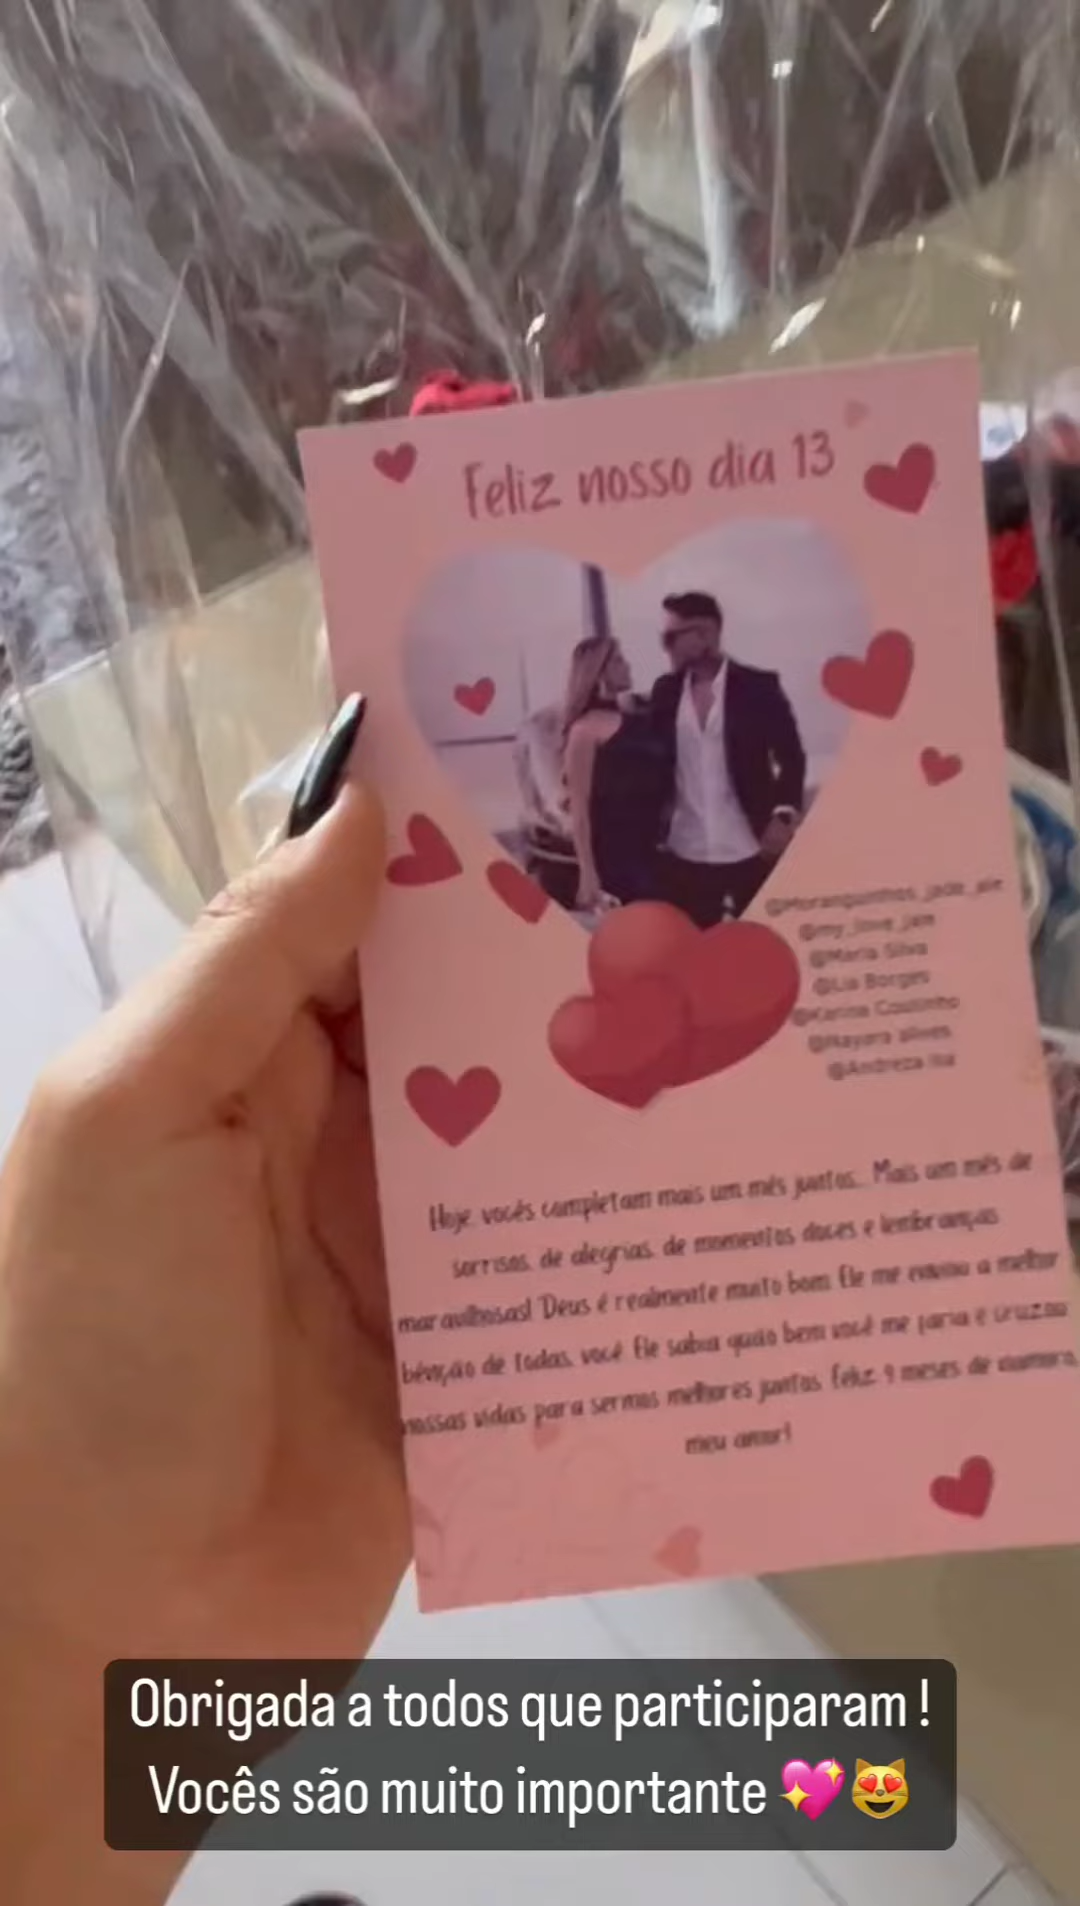 Feliz nosso dia 13
@Moranguinhos_jade_ale
@my_love_jale
@Maria Silva
@Lia Borges
@Karina Coutinho
@Nayara alves
@Andreza
Hoje vocês completam mais um mês juntos... Mais um mês de
sorrisos, de alegrias, de momentos doces e lembranças
maravilhosas! Deus é realmente muito bom. Ele me enviou a melhor
bênção de todas, você. Ele sabia quão bem você me faria e cruzou
nossas vidas para sermos melhores juntos. feliz 9 meses de namoro,
meu amor!
Obrigada a todos que participaram !
Vocês são muito importante 💖😻